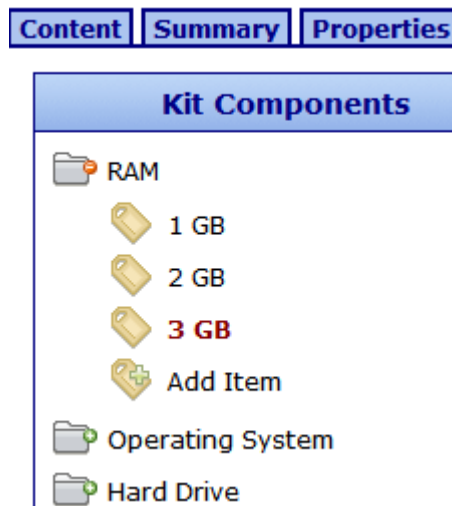 Content Summary Properties
Kit Components
RAM
1 GB
2 GB
3 GB
Add Item
Operating System
Hard Drive